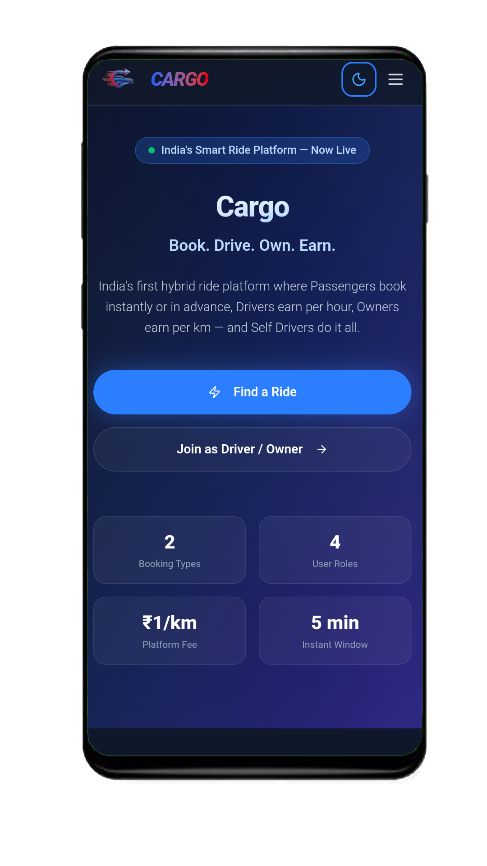 CARGO
India's Smart Ride Platform — Now Live
Cargo
Book. Drive. Own. Earn.
India's first hybrid ride platform where Passengers book
instantly or in advance, Drivers earn per hour, Owners
earn per km — and Self Drivers do it all.
Find a Ride
Join as Driver / Owner →
2
Booking Types
4
User Roles
₹1/km
Platform Fee
5 min
Instant Window